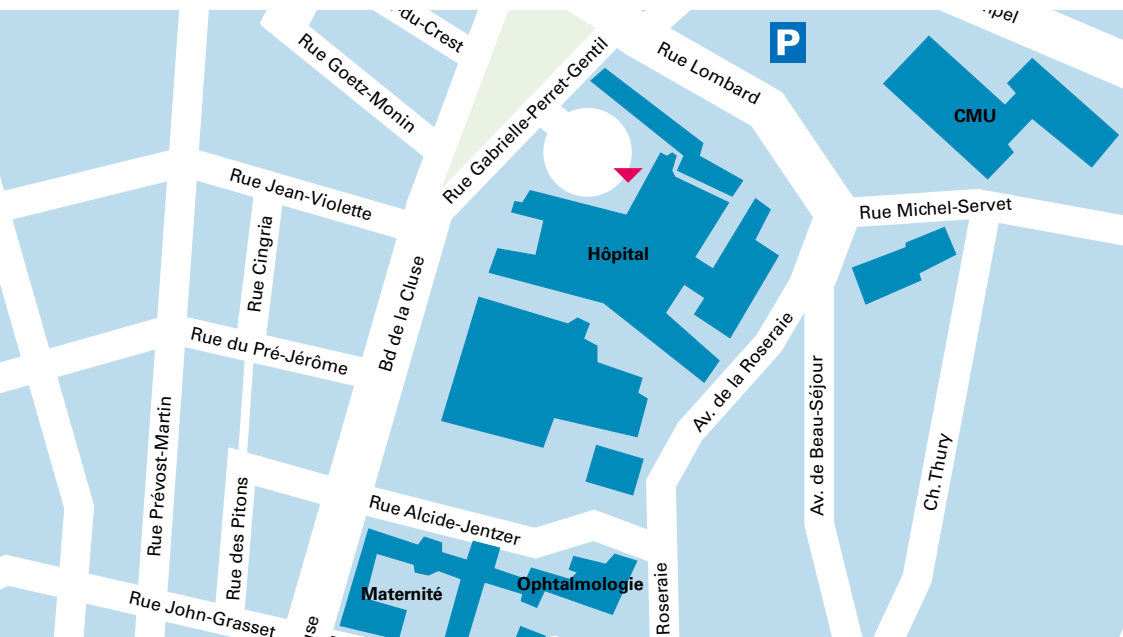 -du-Crest
Rue Goetz-Monin
Rue Gabrielle-Perret-Gentil
Rue Lombard
P
CMU
Rue Jean-Violette
Rue Cingria
Rue Michel-Servet
Hôpital
Bd de la Cluse
Rue du Pré-Jérôme
Av. de la Roseraie
Av. de Beau-Séjour
Ch. Thury
Rue Prévost-Martin
Rue des Pitons
Rue Alcide-Jentzer
Maternité
Ophtalmologie
Roseraie
Rue John-Grasset